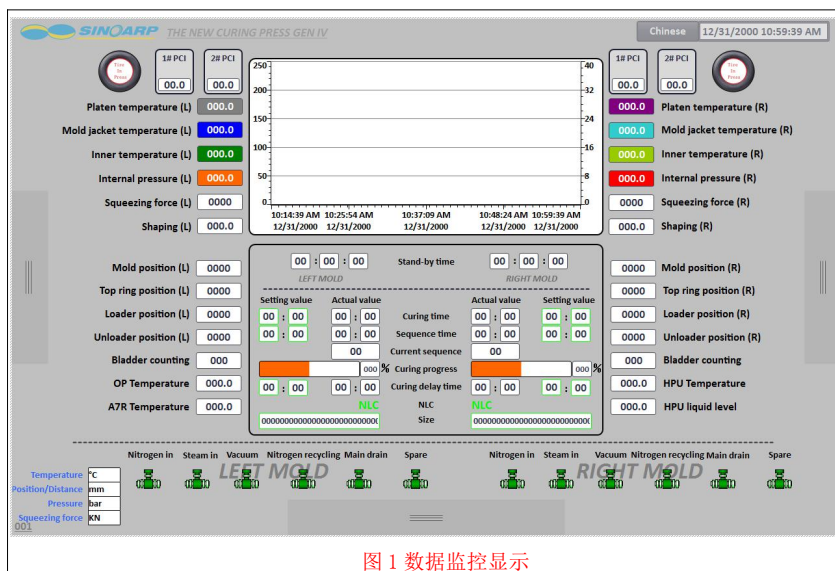 SINOARP THE NEW CURING PRESS GEN IV
Chinese 12/31/2000 10:59:39 AM
Tire In Press
1# PCI 2# PCI
00.0 00.0
1# PCI 2# PCI
00.0 00.0
Tire In Press
Platen temperature (L) 000.0
Mold jacket temperature (L) 000.0
Inner temperature (L) 000.0
Internal pressure (L) 000.0
Squeezing force (L) 0000
Shaping (L) 000.0
250 40
200 32
150 24
100 16
50 8
0 0
10:14:39 AM 10:25:54 AM 10:37:09 AM 10:48:24 AM 10:59:39 AM
12/31/2000 12/31/2000 12/31/2000 12/31/2000 12/31/2000
000.0 Platen temperature (R)
000.0 Mold jacket temperature (R)
000.0 Inner temperature (R)
000.0 Internal pressure (R)
0000 Squeezing force (R)
000.0 Shaping (R)
Mold position (L) 0000
Top ring position (L) 0000
Loader position (L) 0000
Unloader position (L) 0000
Bladder counting 000
OP Temperature 000.0
A7R Temperature 000.0
00 : 00 : 00 Stand-by time 00 : 00 : 00
LEFT MOLD RIGHT MOLD
Setting value Actual value Actual value Setting value
00 : 00 00 : 00 Curing time 00 : 00 00 : 00
00 : 00 00 : 00 Sequence time 00 : 00 00 : 00
00 Current sequence 00
000 % Curing progress 000 %
00 : 00 00 : 00 Curing delay time 00 : 00 00 : 00
NLC NLC NLC
Size
0000 Mold position (R)
0000 Top ring position (R)
0000 Loader position (R)
0000 Unloader position (R)
000 Bladder counting
000.0 HPU Temperature
000.0 HPU liquid level
Nitrogen in Steam in Vacuum Nitrogen recycling Main drain Spare
LEFT MOLD
Nitrogen in Steam in Vacuum Nitrogen recycling Main drain Spare
RIGHT MOLD
Temperature °C
Position/Distance mm
Pressure bar
Squeezing force KN
001
图 1 数据监控显示